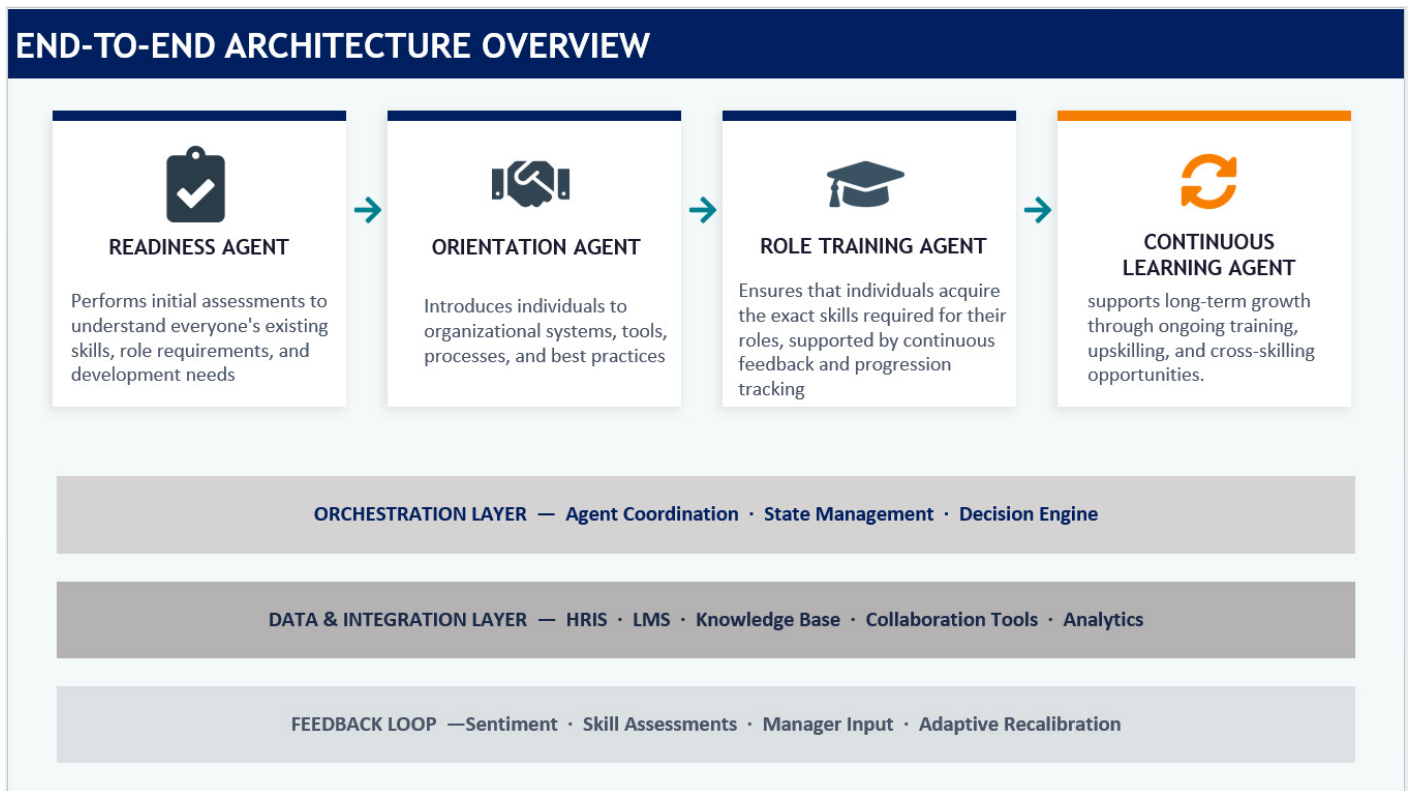 END-TO-END ARCHITECTURE OVERVIEW
READINESS AGENT
Performs initial assessments to
understand everyone's existing
skills, role requirements, and
development needs
ORIENTATION AGENT
Introduces individuals to
organizational systems, tools,
processes, and best practices
ROLE TRAINING AGENT
Ensures that individuals acquire
the exact skills required for their
roles, supported by continuous
feedback and progression
tracking
CONTINUOUS
LEARNING AGENT
supports long-term growth
through ongoing training,
upskilling, and cross-skilling
opportunities.
ORCHESTRATION LAYER — Agent Coordination · State Management · Decision Engine
DATA & INTEGRATION LAYER — HRIS · LMS · Knowledge Base · Collaboration Tools · Analytics
FEEDBACK LOOP —Sentiment · Skill Assessments · Manager Input · Adaptive Recalibration